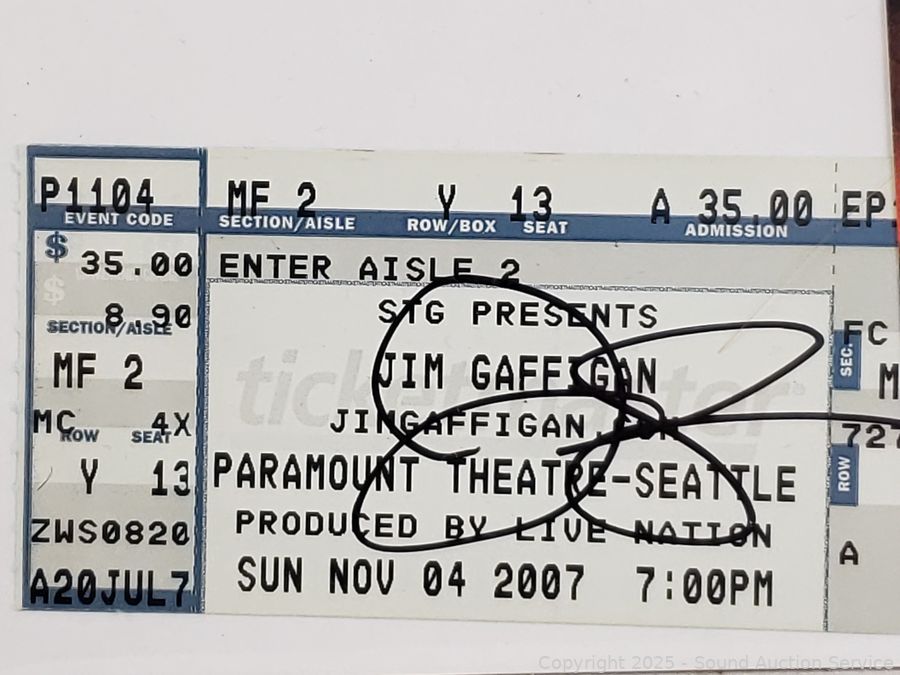 P1104 MF 2 Y 13 A 35.00 EP
EVENT CODE SECTION/AISLE ROW/BOX SEAT ADMISSION
$ 35.00 ENTER AISLE 2
$ 8.90 STG PRESENTS
SECTION/AISLE FC
MF 2 JIM GAFFIGAN SEC. M
MC 4X JIMGAFFIGAN.COM
ROW SEAT 727
Y 13 PARAMOUNT THEATRE-SEATTLE ROW
ZWS0820 PRODUCED BY LIVE NATION A
A20JUL7 SUN NOV 04 2007 7:00PM
ticketmaster
Copyright 2025 - Sound Auction Service